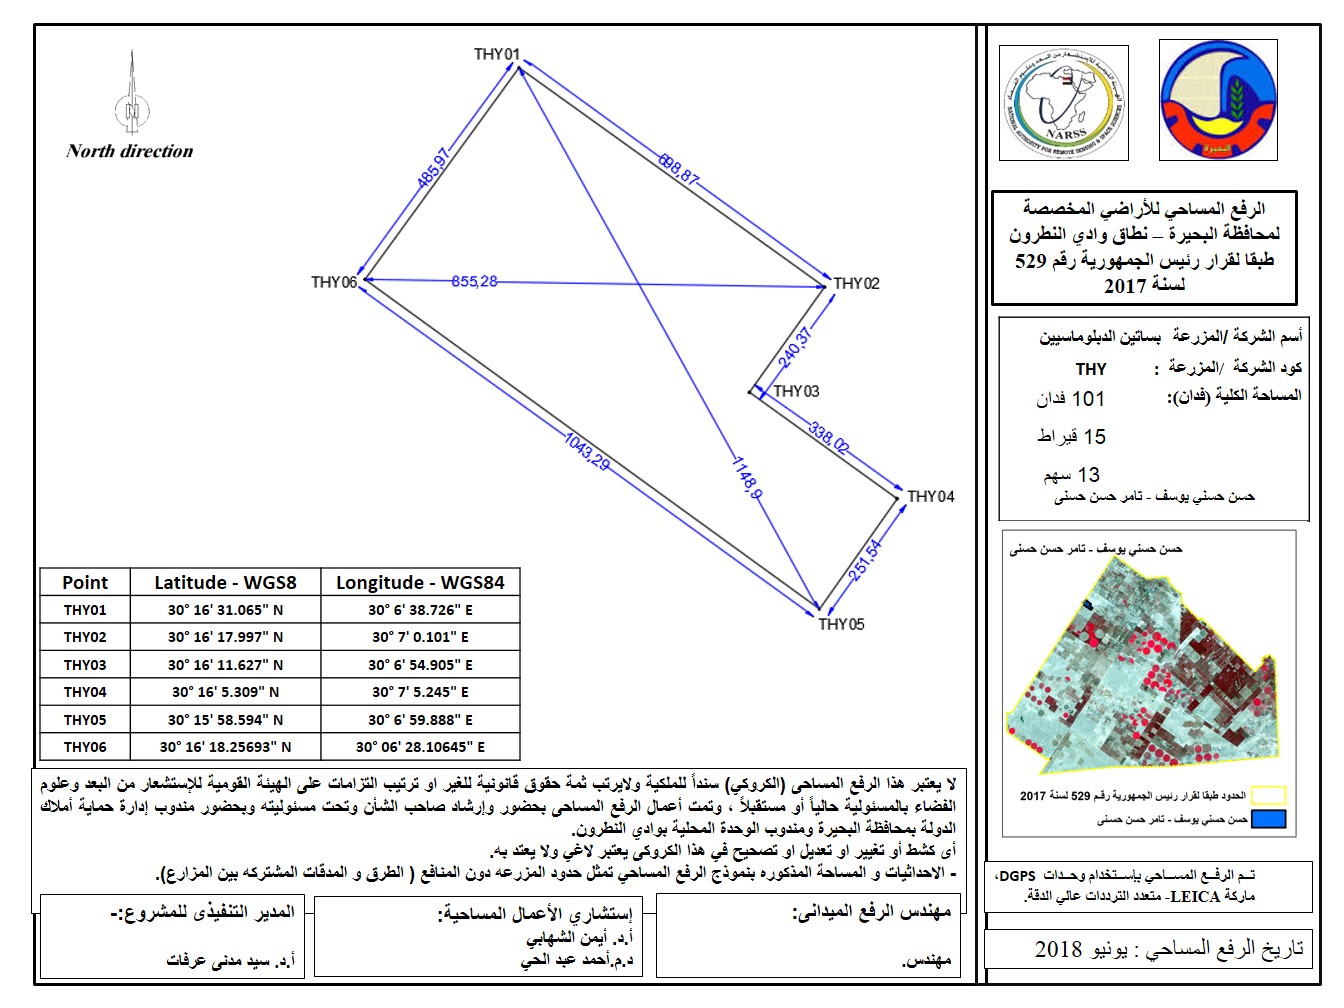 North direction
THY01
485,97
698,87
THY06
855,28
THY02
240,37
THY03
338,02
1043,29
1148,9
THY04
251,54
THY05
Point Latitude - WGS8 Longitude - WGS84
THY01 30° 16' 31.065" N 30° 6' 38.726" E
THY02 30° 16' 17.997" N 30° 7' 0.101" E
THY03 30° 16' 11.627" N 30° 6' 54.905" E
THY04 30° 16' 5.309" N 30° 7' 5.245" E
THY05 30° 15' 58.594" N 30° 6' 59.888" E
THY06 30° 16' 18.25693" N 30° 06' 28.10645" E
لا يعتبر هذا الرفع المساحى (الكروكي) سنداً للملكية ولايرتب ثمة حقوق قانونية للغير او ترتيب التزامات على الهيئة القومية للإستشعار من البعد وعلوم
الفضاء بالمسئولية حالياً أو مستقبلاً ، وتمت أعمال الرفع المساحى بحضور وإرشاد صاحب الشأن وتحت مسئوليته وبحضور مندوب إدارة حماية أملاك
الدولة بمحافظة البحيرة ومندوب الوحدة المحلية بوادي النطرون.
أى كشط أو تغيير او تعديل او تصحيح في هذا الكروكى يعتبر لاغي ولا يعتد به.
- الاحداثيات و المساحة المذكوره بنموذج الرفع المساحي تمثل حدود المزرعه دون المنافع ( الطرق و المدقات المشتركه بين المزارع).
مهندس الرفع الميدانى:
مهندس.
إستشاري الأعمال المساحية:
أ.د. أيمن الشهابي
د.م.أحمد عبد الحي
المدير التنفيذى للمشروع:-
أ.د. سيد مدنى عرفات
NARSS
NATIONAL AUTHORITY FOR REMOTE SENSING & SPACE SCIENCES
البحيرة
الرفع المساحي للأراضي المخصصة
لمحافظة البحيرة – نطاق وادي النطرون
طبقا لقرار رئيس الجمهورية رقم 529
لسنة 2017
أسم الشركة /المزرعة بساتين الدبلوماسيين
كود الشركة /المزرعة : THY
المساحة الكلية (فدان): 101 فدان
15 قيراط
13 سهم
حسن حسني يوسف - تامر حسن حسنى
حسن حسني يوسف - تامر حسن حسنى
الحدود طبقا لقرار رئيس الجمهورية رقم 529 لسنة 2017
حسن حسني يوسف - تامر حسن حسنى
تـم الرفـع المسـاحي بإسـتخدام وحـدات DGPS،
ماركة LEICA- متعدد الترددات عالي الدقة.
تاريخ الرفع المساحي : يونيو 2018